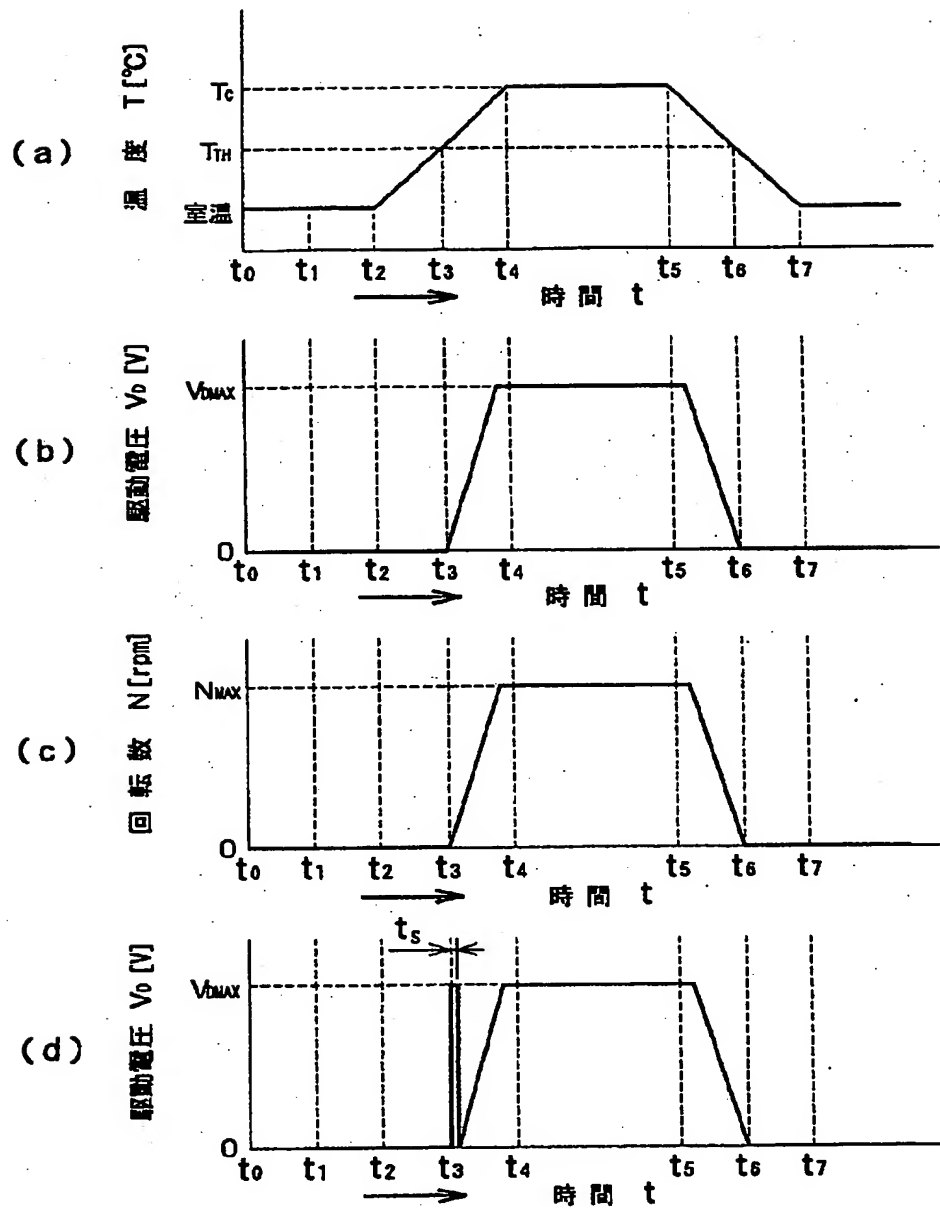 (a)
温度 T[℃]
Tc
TTH
室温
t0 t1 t2 t3 t4 t5 t6 t7
時間 t
(b)
駆動電圧 VD[V]
VDMAX
0
t0 t1 t2 t3 t4 t5 t6 t7
時間 t
(c)
回転数 N[rpm]
NMAX
0
t0 t1 t2 t3 t4 t5 t6 t7
時間 t
(d)
駆動電圧 VD[V]
ts
VDMAX
0
t0 t1 t2 t3 t4 t5 t6 t7
時間 t